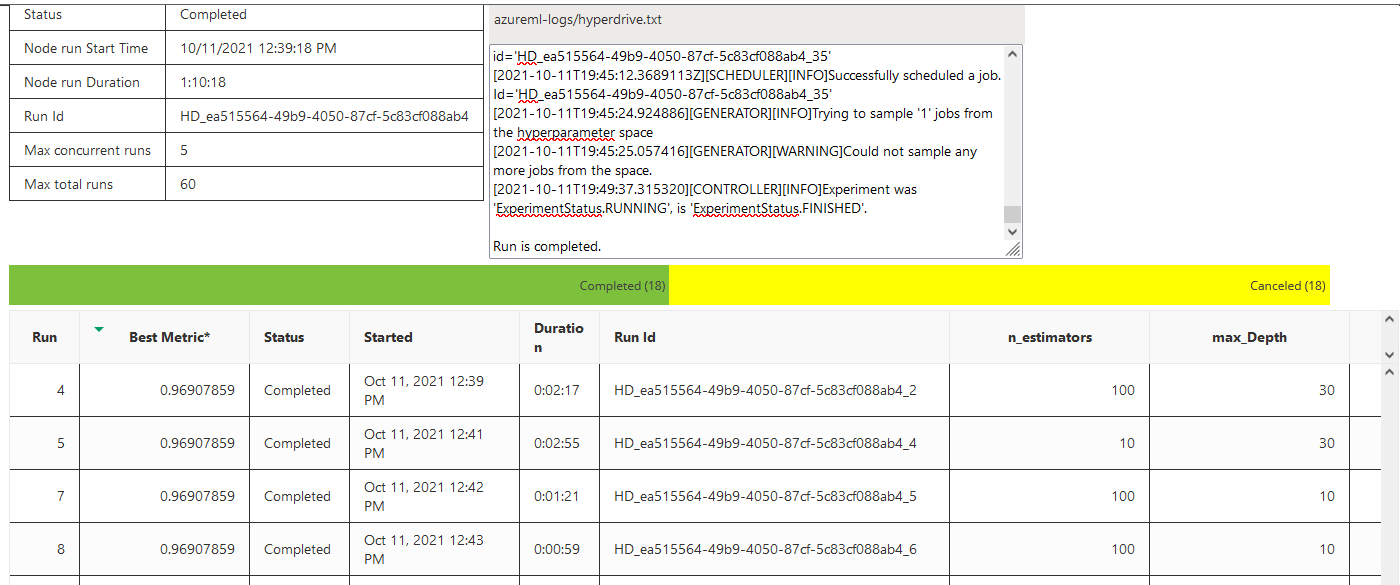 Status Completed
Node run Start Time 10/11/2021 12:39:18 PM
Node run Duration 1:10:18
Run Id HD_ea515564-49b9-4050-87cf-5c83cf088ab4
Max concurrent runs 5
Max total runs 60
azureml-logs/hyperdrive.txt
id='HD_ea515564-49b9-4050-87cf-5c83cf088ab4_35'
[2021-10-11T19:45:12.3689113Z][SCHEDULER][INFO]Successfully scheduled a job.
Id='HD_ea515564-49b9-4050-87cf-5c83cf088ab4_35'
[2021-10-11T19:45:24.924886][GENERATOR][INFO]Trying to sample '1' jobs from
the hyperparameter space
[2021-10-11T19:45:25.057416][GENERATOR][WARNING]Could not sample any
more jobs from the space.
[2021-10-11T19:49:37.315320][CONTROLLER][INFO]Experiment was
'ExperimentStatus.RUNNING', is 'ExperimentStatus.FINISHED'.
Run is completed.
Completed (18) Canceled (18)
Run Best Metric* Status Started Duratio
n Run Id n_estimators max_Depth
4 0.96907859 Completed Oct 11, 2021 12:39
PM 0:02:17 HD_ea515564-49b9-4050-87cf-5c83cf088ab4_2 100 30
5 0.96907859 Completed Oct 11, 2021 12:41
PM 0:02:55 HD_ea515564-49b9-4050-87cf-5c83cf088ab4_4 10 30
7 0.96907859 Completed Oct 11, 2021 12:42
PM 0:01:21 HD_ea515564-49b9-4050-87cf-5c83cf088ab4_5 100 10
8 0.96907859 Completed Oct 11, 2021 12:43
PM 0:00:59 HD_ea515564-49b9-4050-87cf-5c83cf088ab4_6 100 10